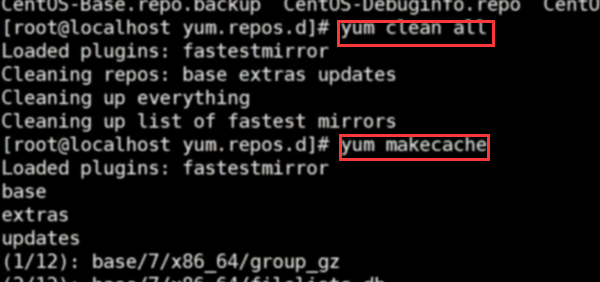 CentOS-Base.repo.backup  CentOS-Debuginfo.repo  CentO
[root@localhost yum.repos.d]# yum clean all
Loaded plugins: fastestmirror
Cleaning repos: base extras updates
Cleaning up everything
Cleaning up list of fastest mirrors
[root@localhost yum.repos.d]# yum makecache
Loaded plugins: fastestmirror
base
extras
updates
(1/12): base/7/x86_64/group_gz
(2/12): base/7/x86_64/filelists_db